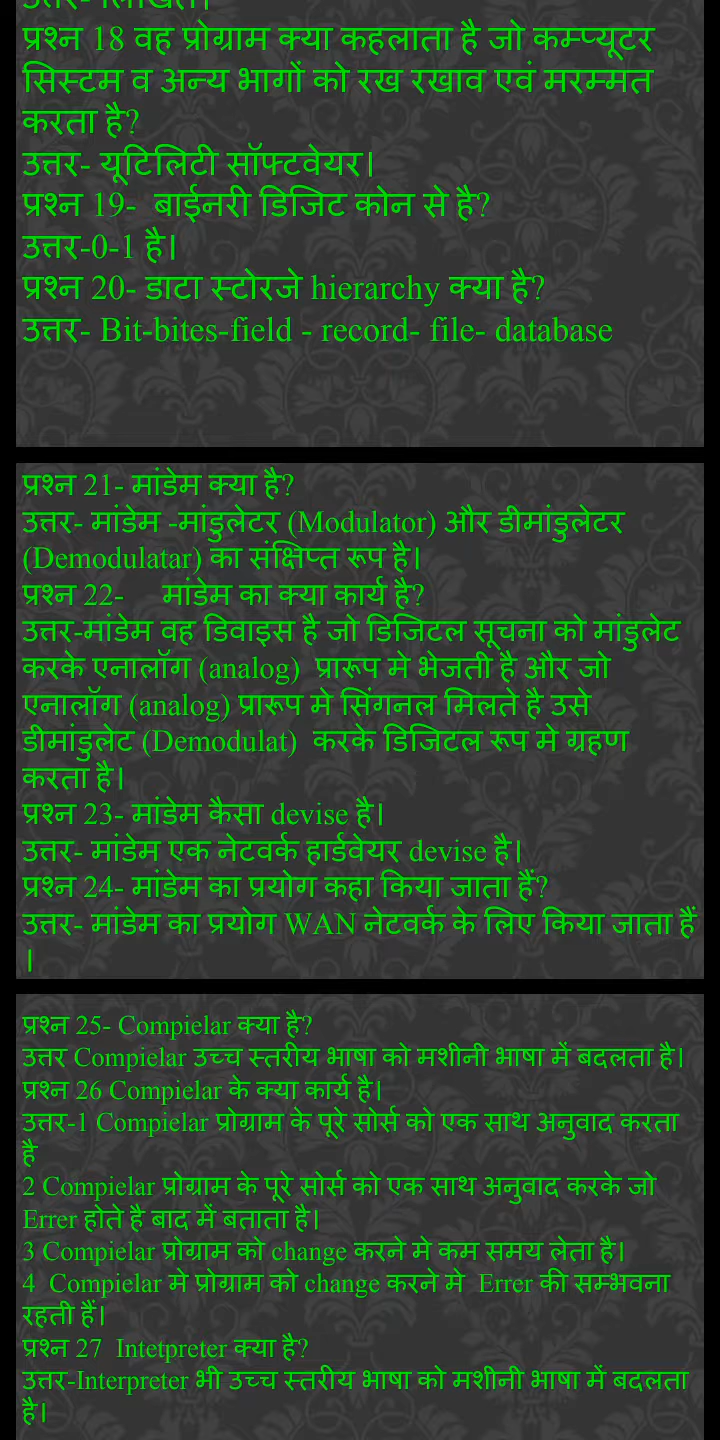 उत्तर- लिखित।
प्रश्न 18 वह प्रोग्राम क्या कहलाता है जो कम्प्यूटर
सिस्टम व अन्य भागों को रख रखाव एवं मरम्मत
करता है?
उत्तर- यूटिलिटी सॉफ्टवेयर।
प्रश्न 19- बाईनरी डिजिट कोन से है?
उत्तर-0-1 है।
प्रश्न 20- डाटा स्टोरजे hierarchy क्या है?
उत्तर- Bit-bites-field - record- file- database
प्रश्न 21- मांडेम क्या है?
उत्तर- मांडेम -मांडुलेटर (Modulator) और डीमांडुलेटर
(Demodulatar) का संक्षिप्त रूप है।
प्रश्न 22- मांडेम का क्या कार्य है?
उत्तर-मांडेम वह डिवाइस है जो डिजिटल सूचना को मांडुलेट
करके एनालॉग (analog) प्रारूप मे भेजती है और जो
एनालॉग (analog) प्रारूप मे सिंगनल मिलते है उसे
डीमांडुलेट (Demodulat) करके डिजिटल रूप मे ग्रहण
करता है।
प्रश्न 23- मांडेम कैसा devise है।
उत्तर- मांडेम एक नेटवर्क हार्डवेयर devise है।
प्रश्न 24- मांडेम का प्रयोग कहा किया जाता हैं?
उत्तर- मांडेम का प्रयोग WAN नेटवर्क के लिए किया जाता हैं
।
प्रश्न 25- Compielar क्या है?
उत्तर Compielar उच्च स्तरीय भाषा को मशीनी भाषा में बदलता है।
प्रश्न 26 Compielar के क्या कार्य है।
उत्तर-1 Compielar प्रोग्राम के पूरे सोर्स को एक साथ अनुवाद करता
है
2 Compielar प्रोग्राम के पूरे सोर्स को एक साथ अनुवाद करके जो
Errer होते है बाद में बताता है।
3 Compielar प्रोग्राम को change करने मे कम समय लेता है।
4 Compielar मे प्रोग्राम को change करने मे Errer की सम्भवना
रहती हैं।
प्रश्न 27 Intetpreter क्या है?
उत्तर-Interpreter भी उच्च स्तरीय भाषा को मशीनी भाषा में बदलता
है।